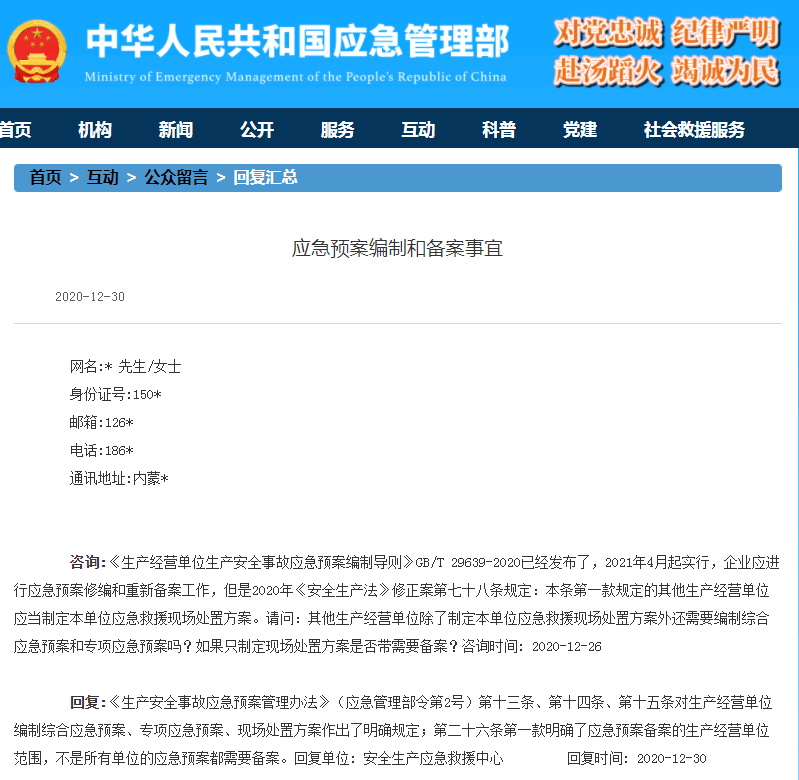 中华人民共和国应急管理部
Ministry of Emergency Management of the People's Republic of China
对党忠诚 纪律严明
赴汤蹈火 竭诚为民
首页 机构 新闻 公开 服务 互动 科普 党建 社会救援服务
首页 > 互动 > 公众留言 > 回复汇总
应急预案编制和备案事宜
2020-12-30
网名:* 先生/女士
身份证号:150*
邮箱:126*
电话:186*
通讯地址:内蒙*
咨询:《生产经营单位生产安全事故应急预案编制导则》GB/T 29639-2020已经发布了，2021年4月起实行，企业应进
行应急预案修编和重新备案工作，但是2020年《安全生产法》修正案第七十八条规定：本条第一款规定的其他生产经营单位
应当制定本单位应急救援现场处置方案。请问：其他生产经营单位除了制定本单位应急救援现场处置方案外还需要编制综合
应急预案和专项应急预案吗？如果只制定现场处置方案是否带需要备案？咨询时间：2020-12-26
回复:《生产安全事故应急预案管理办法》（应急管理部令第2号）第十三条、第十四条、第十五条对生产经营单位
编制综合应急预案、专项应急预案、现场处置方案作出了明确规定；第二十六条第一款明确了应急预案备案的生产经营单位
范围，不是所有单位的应急预案都需要备案。回复单位：安全生产应急救援中心 回复时间：2020-12-30